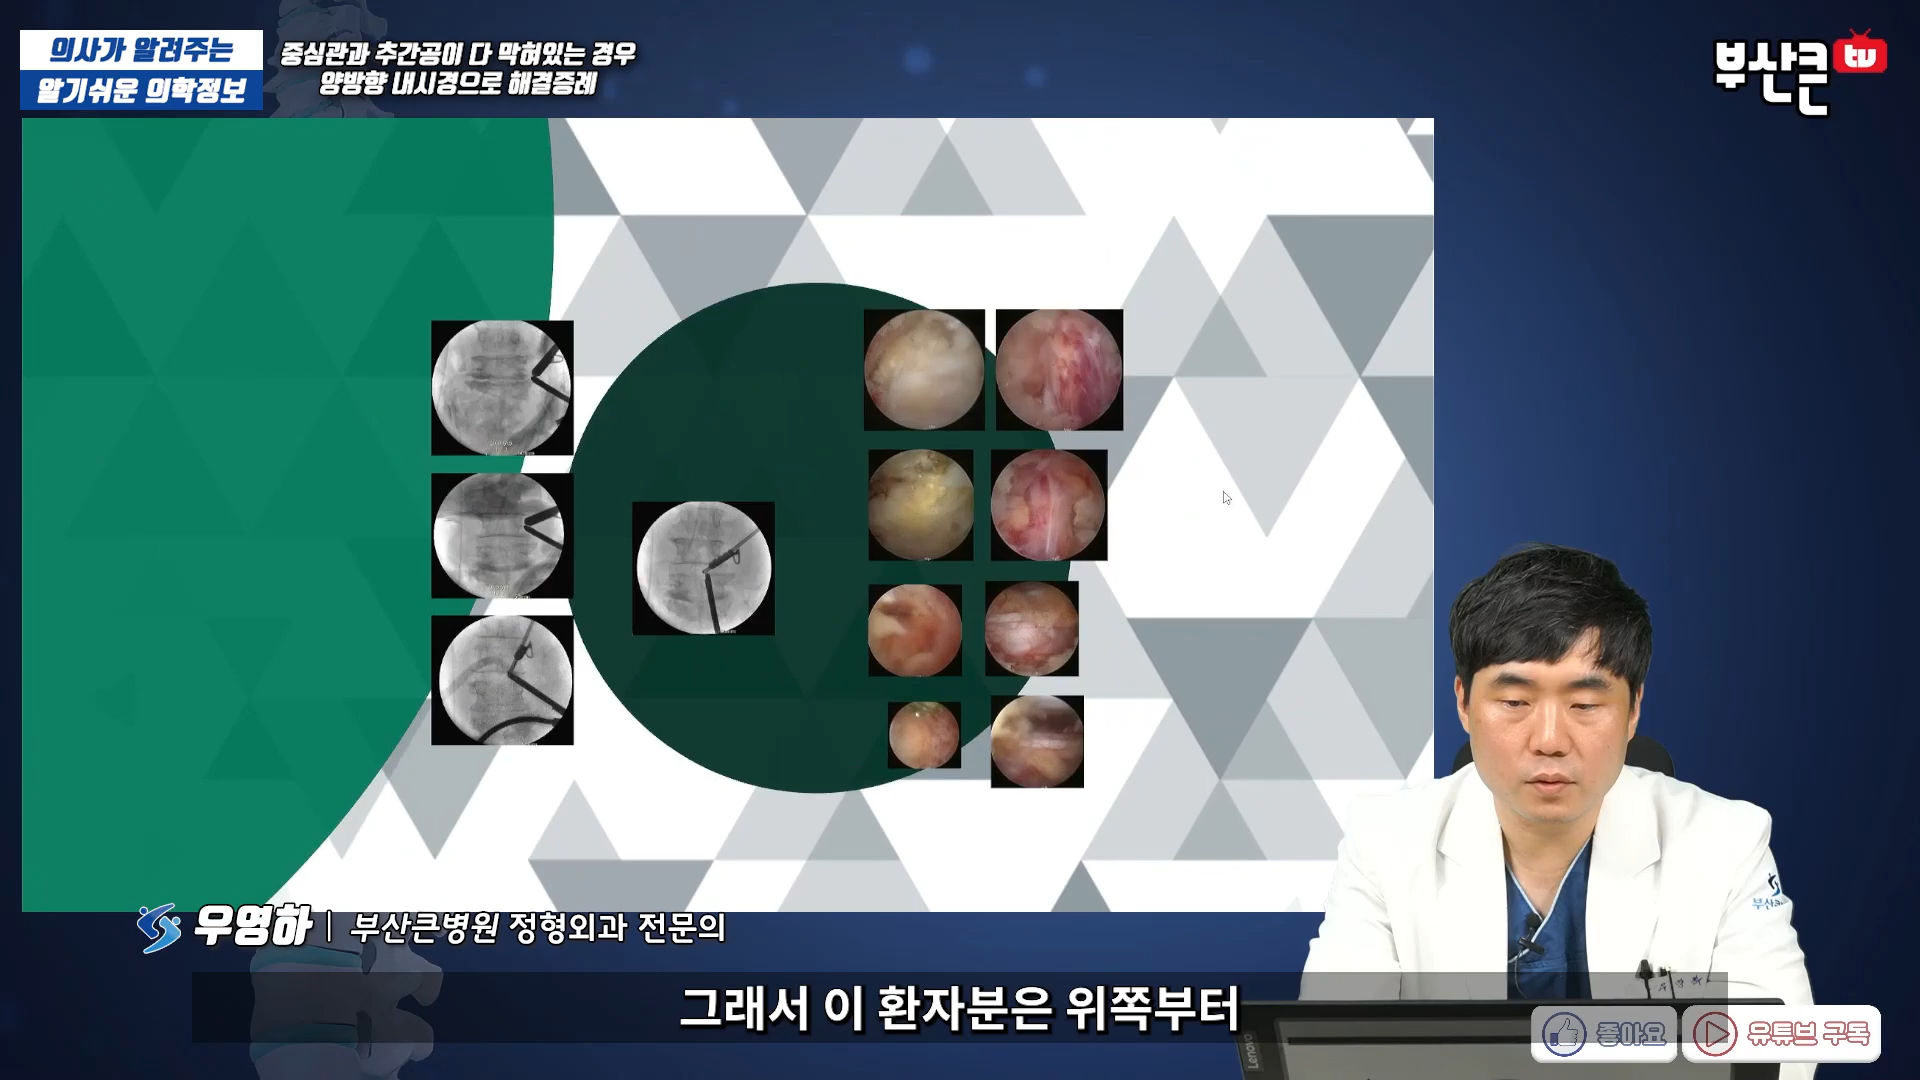 의사가 알려주는
알기쉬운 의학정보
중심관과 추간공이 다 막혀있는 경우
양방향 내시경으로 해결증례
부산큰 tv
우영하 | 부산큰병원 정형외과 전문의
그래서 이 환자분은 위쪽부터
Lenovo
좋아요
유튜브 구독